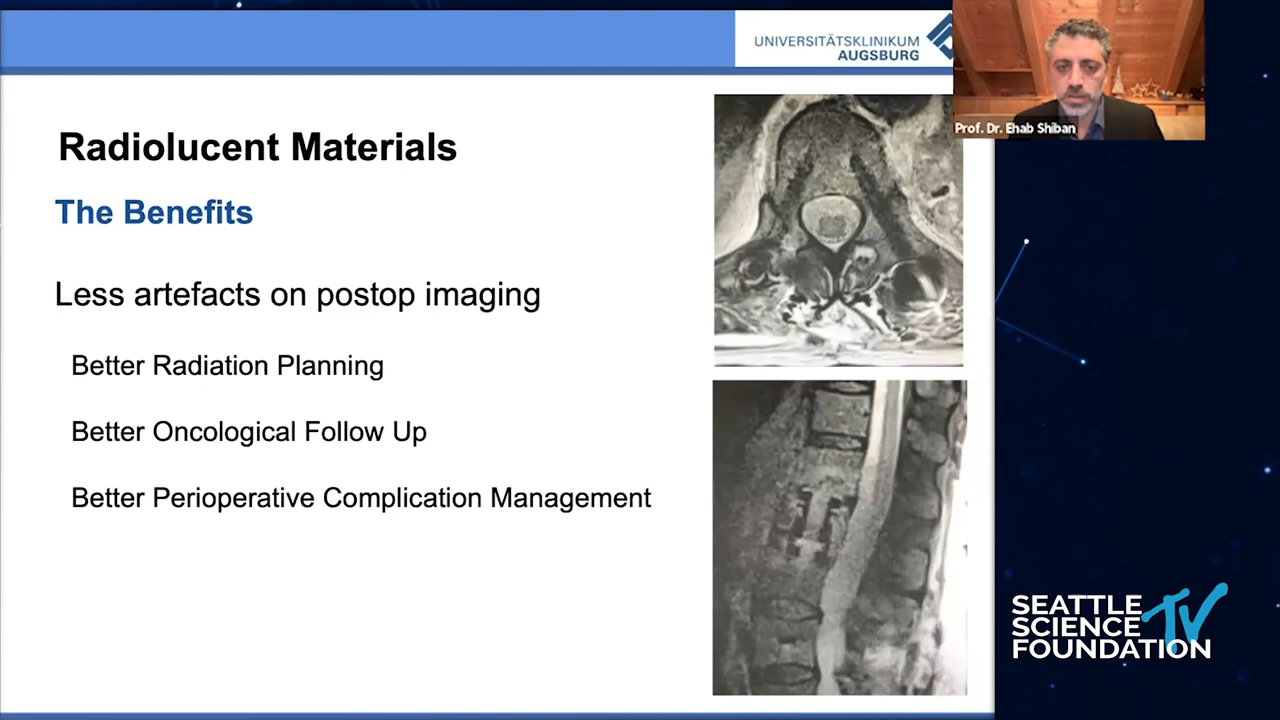 UNIVERSITÄTSKLINIKUM
AUGSBURG
Prof. Dr. Ehab Shiban
Radiolucent Materials
The Benefits
Less artefacts on postop imaging
Better Radiation Planning
Better Oncological Follow Up
Better Perioperative Complication Management
SEATTLE
SCIENCE
FOUNDATION
TV